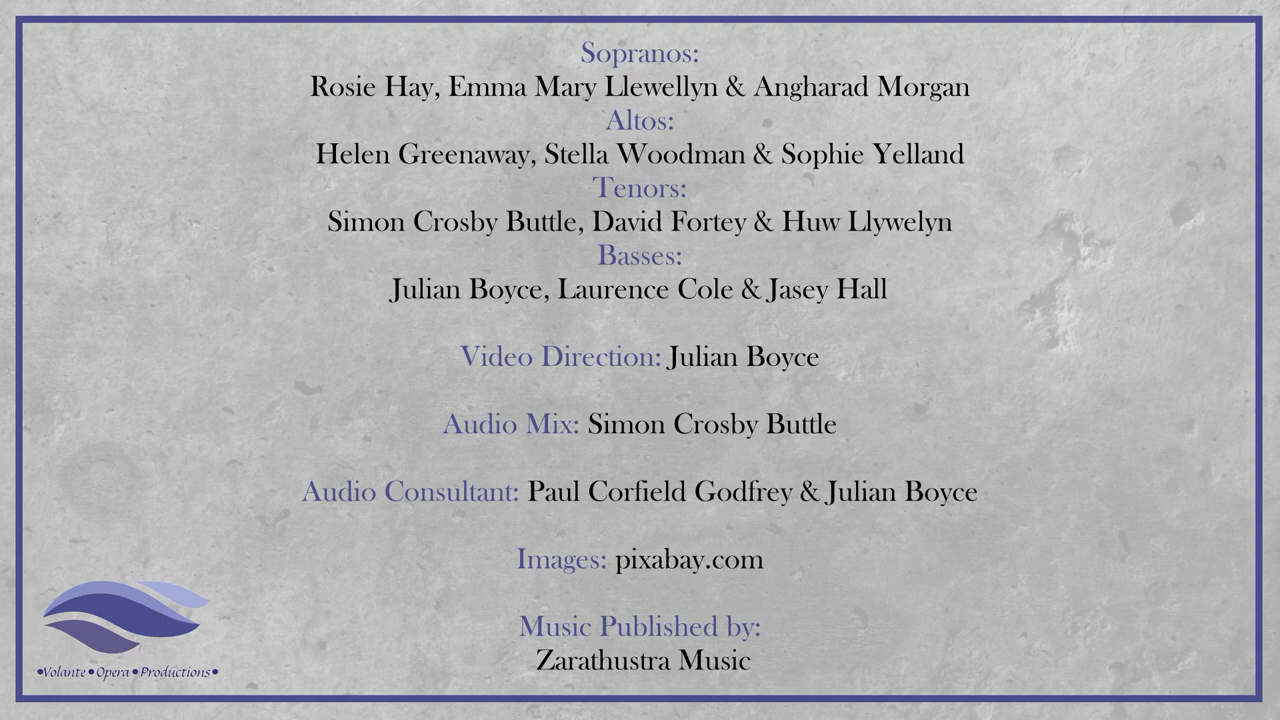 Sopranos:
Rosie Hay, Emma Mary Llewellyn & Angharad Morgan
Altos:
Helen Greenaway, Stella Woodman & Sophie Yelland
Tenors:
Simon Crosby Buttle, David Fortey & Huw Llywelyn
Basses:
Julian Boyce, Laurence Cole & Jasey Hall
Video Direction: Julian Boyce
Audio Mix: Simon Crosby Buttle
Audio Consultant: Paul Corfield Godfrey & Julian Boyce
Images: pixabay.com
Music Published by:
Zarathustra Music
•Volante•Opera•Productions•